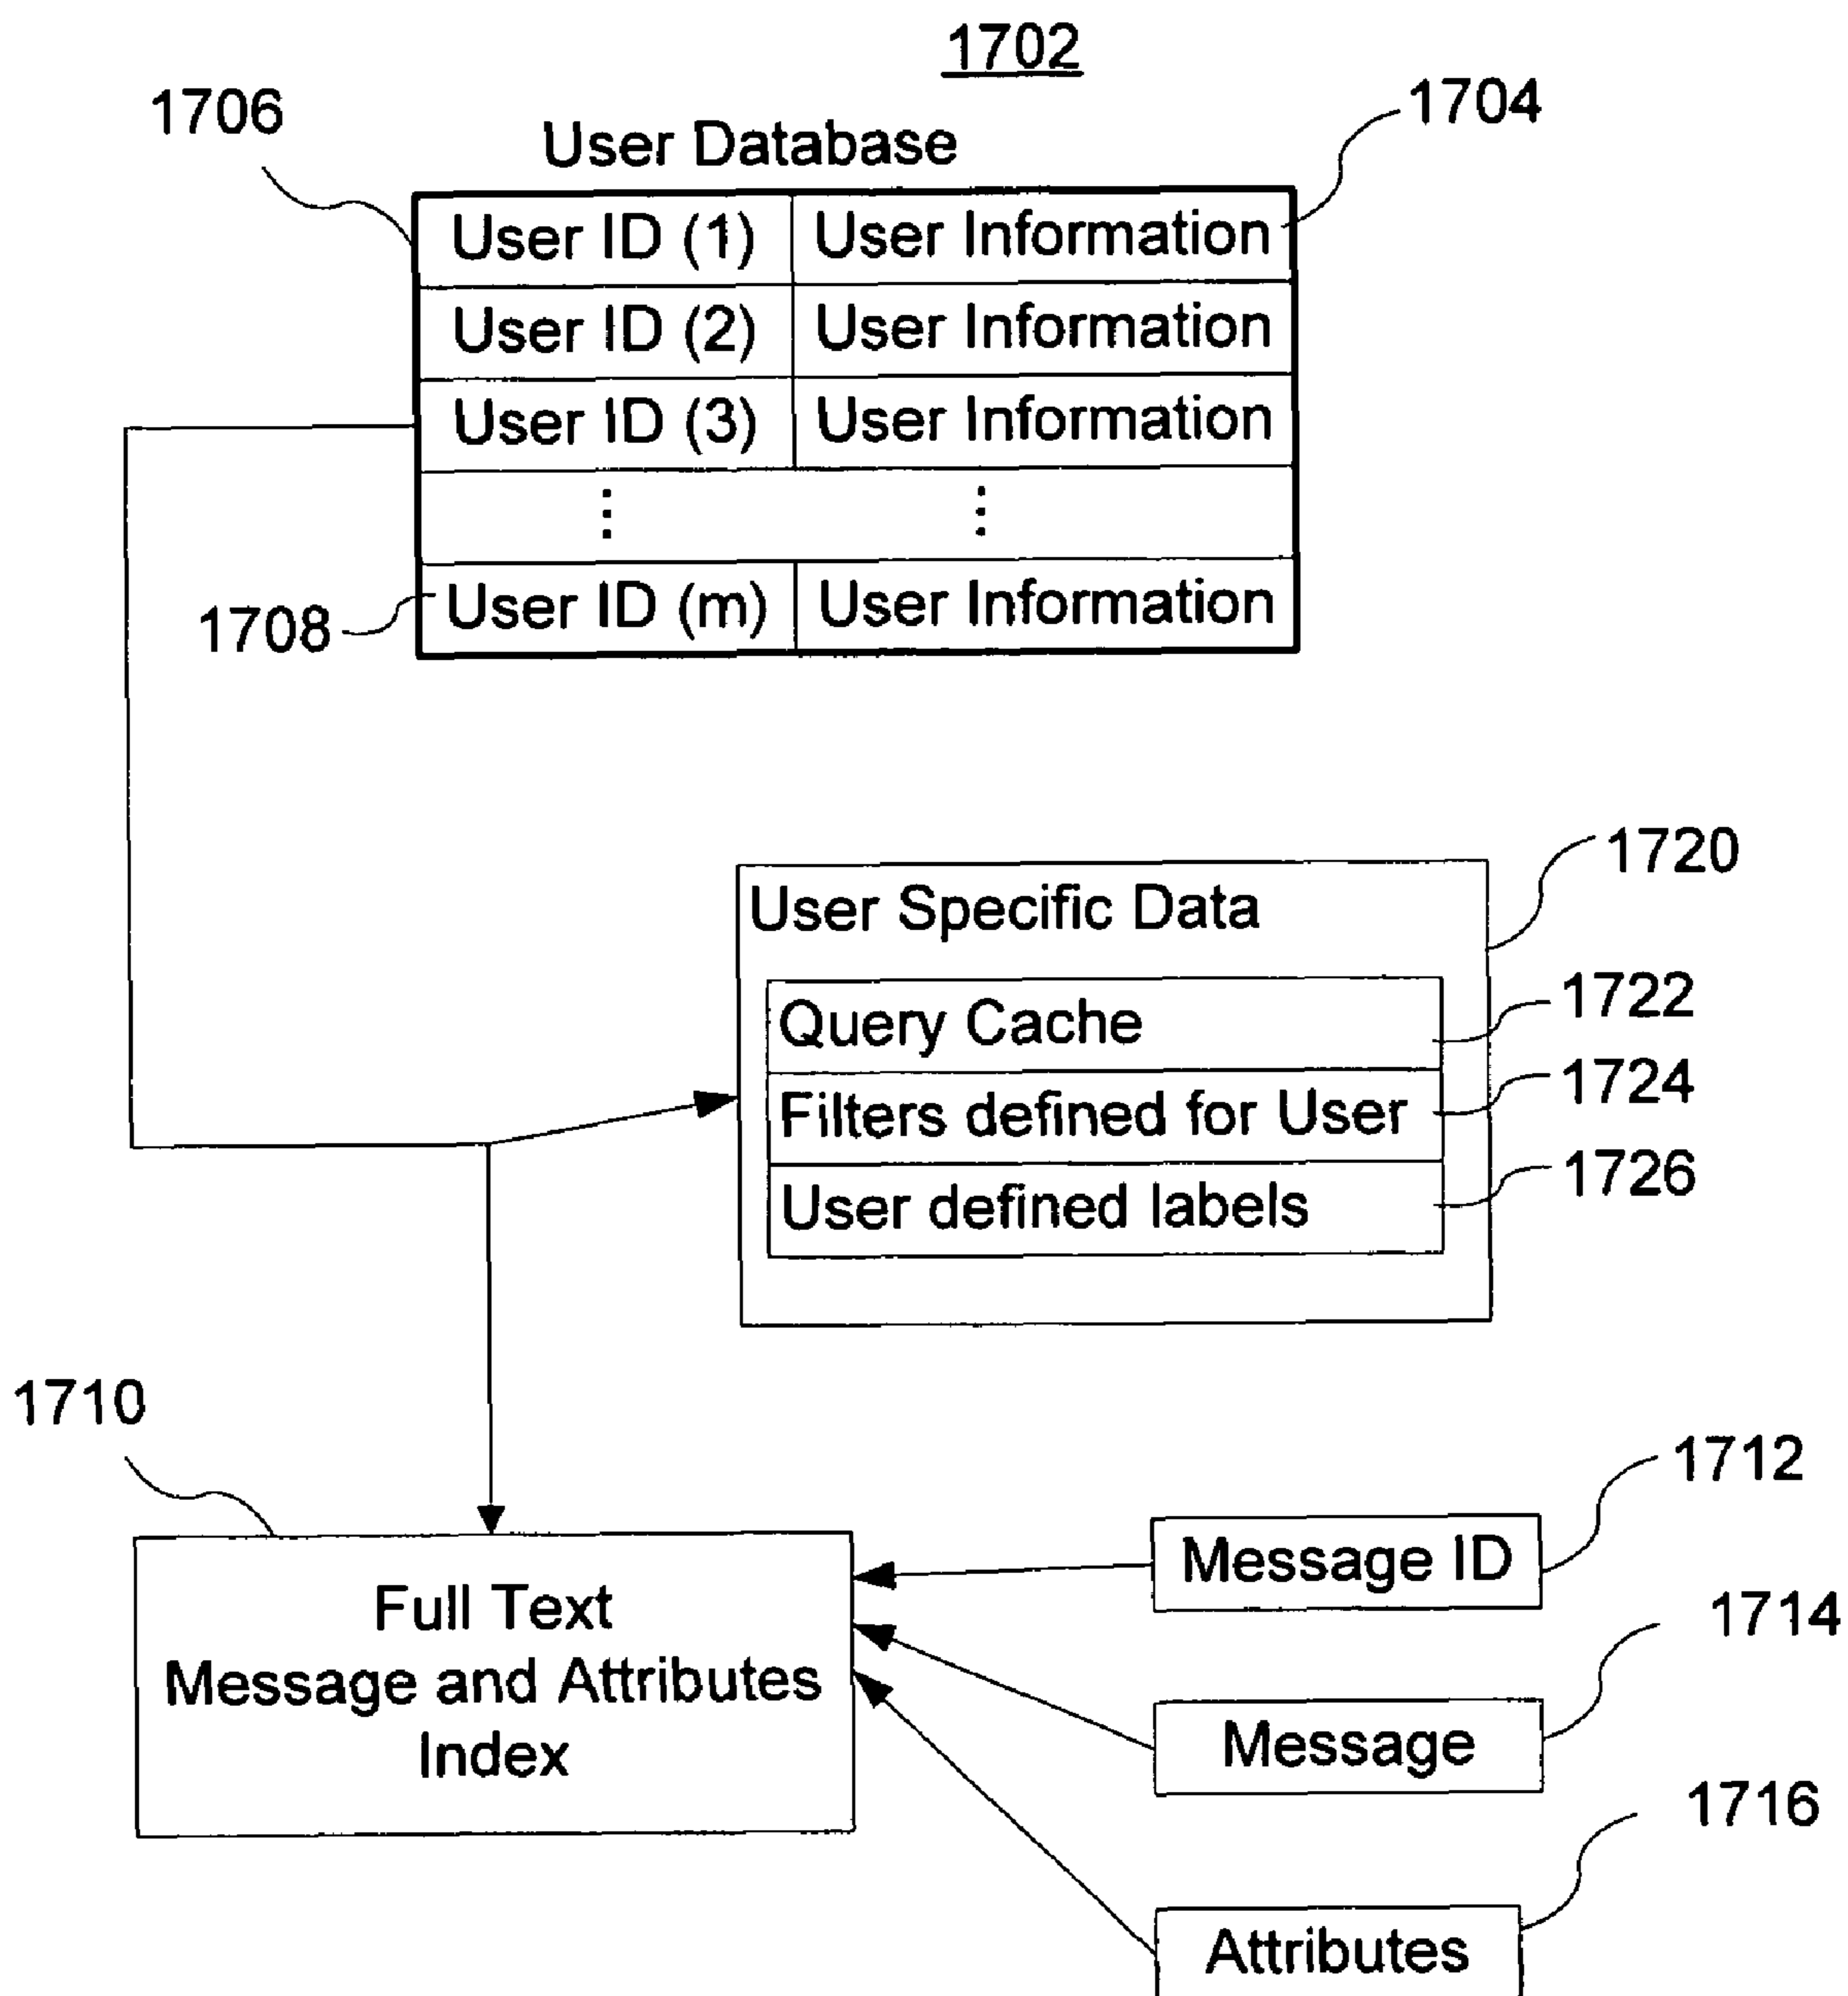 1702
1706
1704
User Database
User ID (1) User Information
User ID (2) User Information
User ID (3) User Information
⋮ ⋮
1708
User ID (m) User Information
1720
User Specific Data
1722
Query Cache
1724
Filters defined for User
1726
User defined labels
1710
1712
Message ID
Full Text
Message and Attributes
Index
1714
Message
1716
Attributes